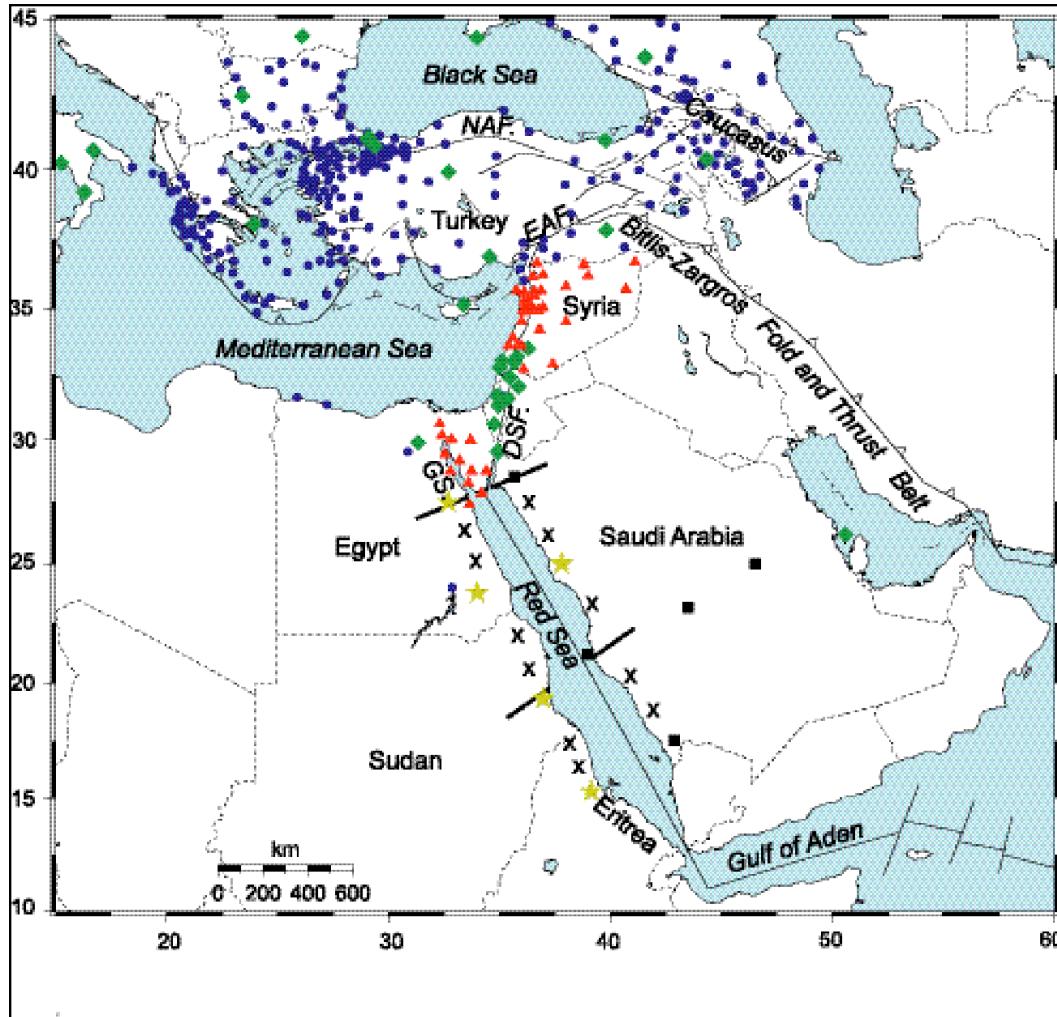 45
Black Sea
NAF.
Caucasus
40
Turkey
EAF.
Bitlis-Zargros Fold and Thrust Belt
35
Syria
Mediterranean Sea
30
DSF.
GS
Egypt
Saudi Arabia
25
Red Sea
20
Sudan
15
Eritrea
Gulf of Aden
km
0 200 400 600
10
20 30 40 50 60